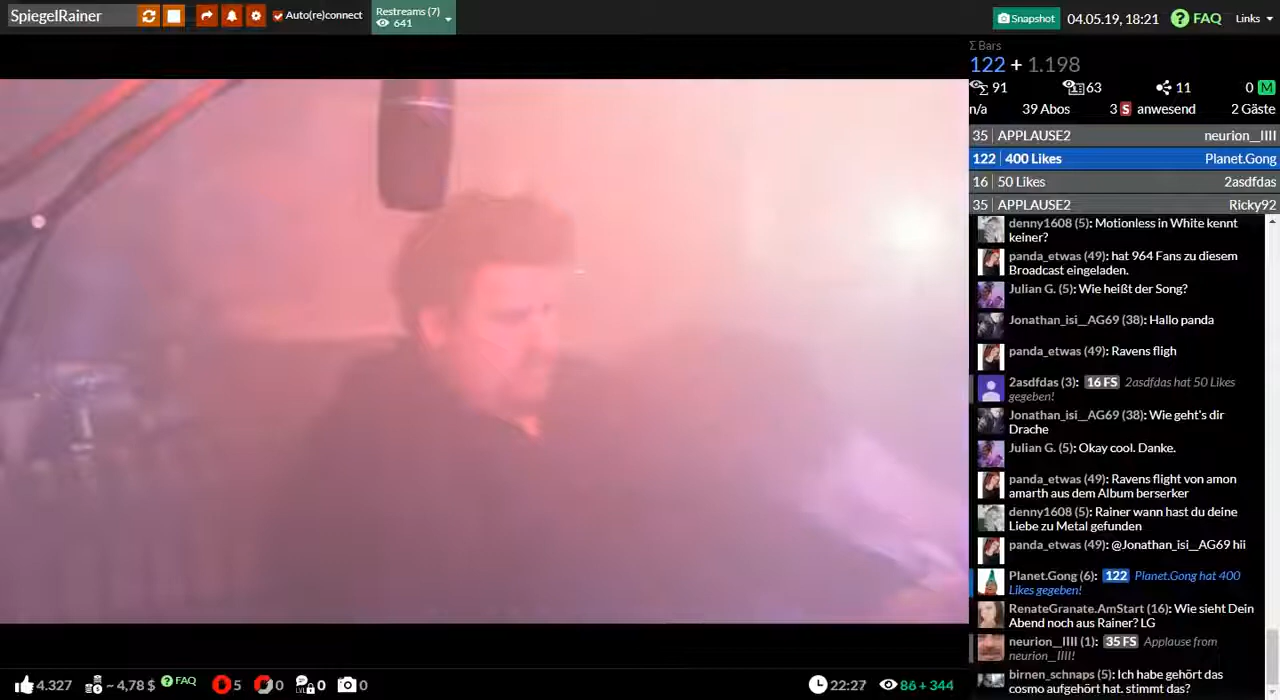 SpiegelRainer
Auto(re)connect
Restreams (7)
641
Snapshot
04.05.19, 18:21
FAQ
Links
Σ Bars
122 + 1.198
91
63
11
0 M
n/a
39 Abos
3 S anwesend
2 Gäste
35 | APPLAUSE2 neurion__IIII
122 | 400 Likes Planet.Gong
16 | 50 Likes 2asdfdas
35 | APPLAUSE2 Ricky92
denny1608 (5): Motionless in White kennt
keiner?
panda_etwas (49): hat 964 Fans zu diesem
Broadcast eingeladen.
Julian G. (5): Wie heißt der Song?
Jonathan_isi__AG69 (38): Hallo panda
panda_etwas (49): Ravens fligh
2asdfdas (3): 16 FS 2asdfdas hat 50 Likes
gegeben!
Jonathan_isi__AG69 (38): Wie geht's dir
Drache
Julian G. (5): Okay cool. Danke.
panda_etwas (49): Ravens flight von amon
amarth aus dem Album berserker
denny1608 (5): Rainer wann hast du deine
Liebe zu Metal gefunden
panda_etwas (49): @Jonathan_isi__AG69 hii
Planet.Gong (6): 122 Planet.Gong hat 400
Likes gegeben!
RenateGranate.AmStart (16): Wie sieht Dein
Abend noch aus Rainer? LG
neurion__IIII (1): 35 FS Applause from
neurion__IIII!
birnen_schnaps (5): Ich habe gehört das
cosmo aufgehört hat. stimmt das?
4.327
~ 4,78 $
FAQ
5
0
LVL
0
0
22:27
86 + 344